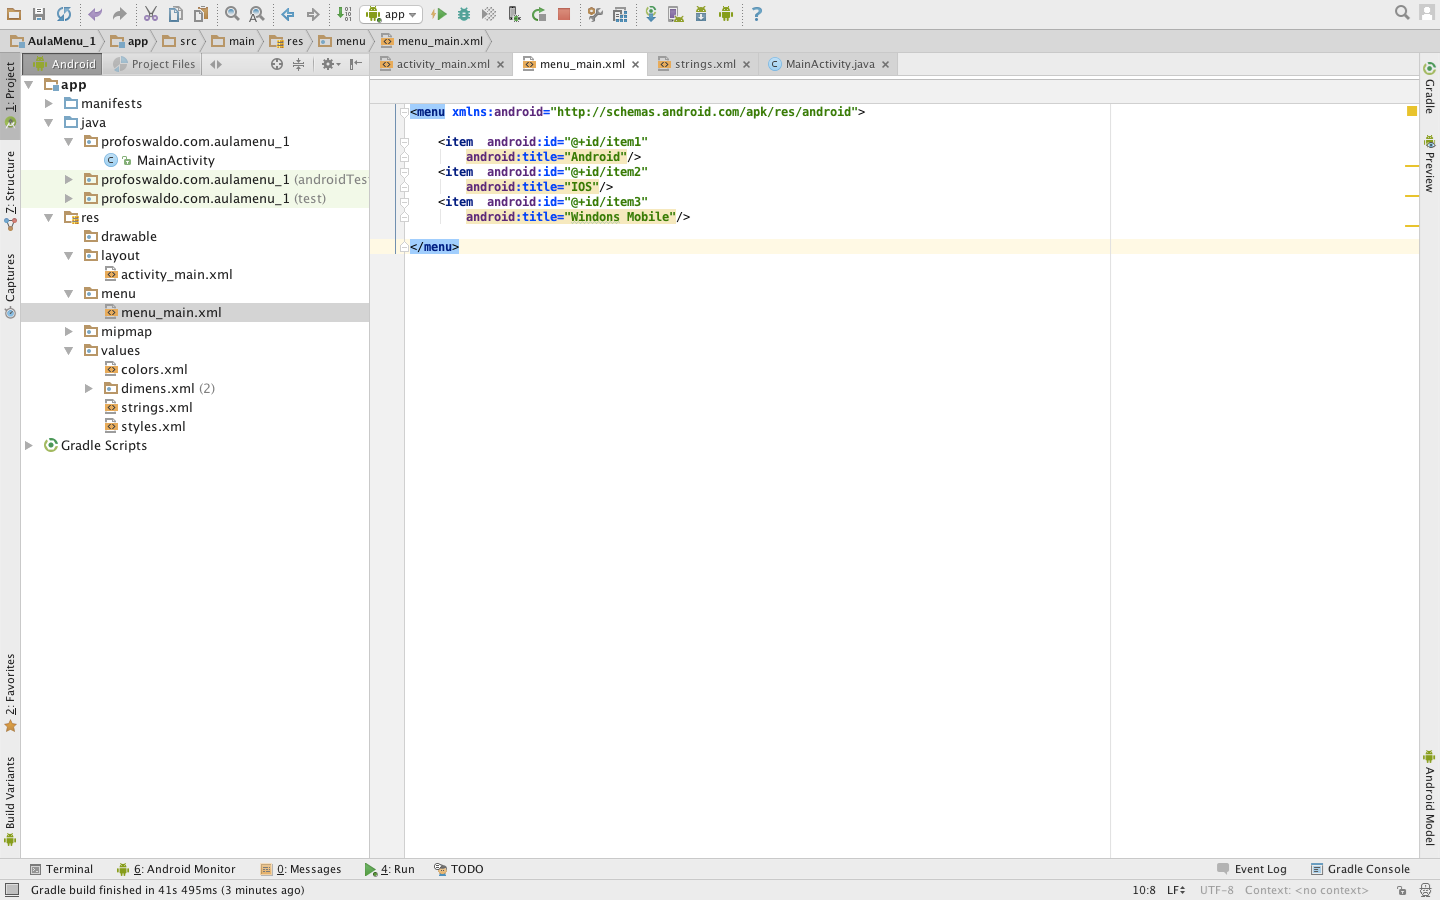 app
AulaMenu_1 app src main res menu menu_main.xml
Android Project Files
activity_main.xml menu_main.xml strings.xml MainActivity.java
1: Project
Z: Structure
Captures
2: Favorites
Build Variants
app
manifests
java
profoswaldo.com.aulamenu_1
MainActivity
profoswaldo.com.aulamenu_1 (androidTes
profoswaldo.com.aulamenu_1 (test)
res
drawable
layout
activity_main.xml
menu
menu_main.xml
mipmap
values
colors.xml
dimens.xml (2)
strings.xml
styles.xml
Gradle Scripts
<menu xmlns:android="http://schemas.android.com/apk/res/android">
<item android:id="@+id/item1"
android:title="Android"/>
<item android:id="@+id/item2"
android:title="IOS"/>
<item android:id="@+id/item3"
android:title="Windons Mobile"/>
</menu>
Gradle
Preview
Android Model
Terminal 6: Android Monitor 0: Messages 4: Run TODO Event Log Gradle Console
Gradle build finished in 41s 495ms (3 minutes ago) 10:8 LF UTF-8 Context: <no context>